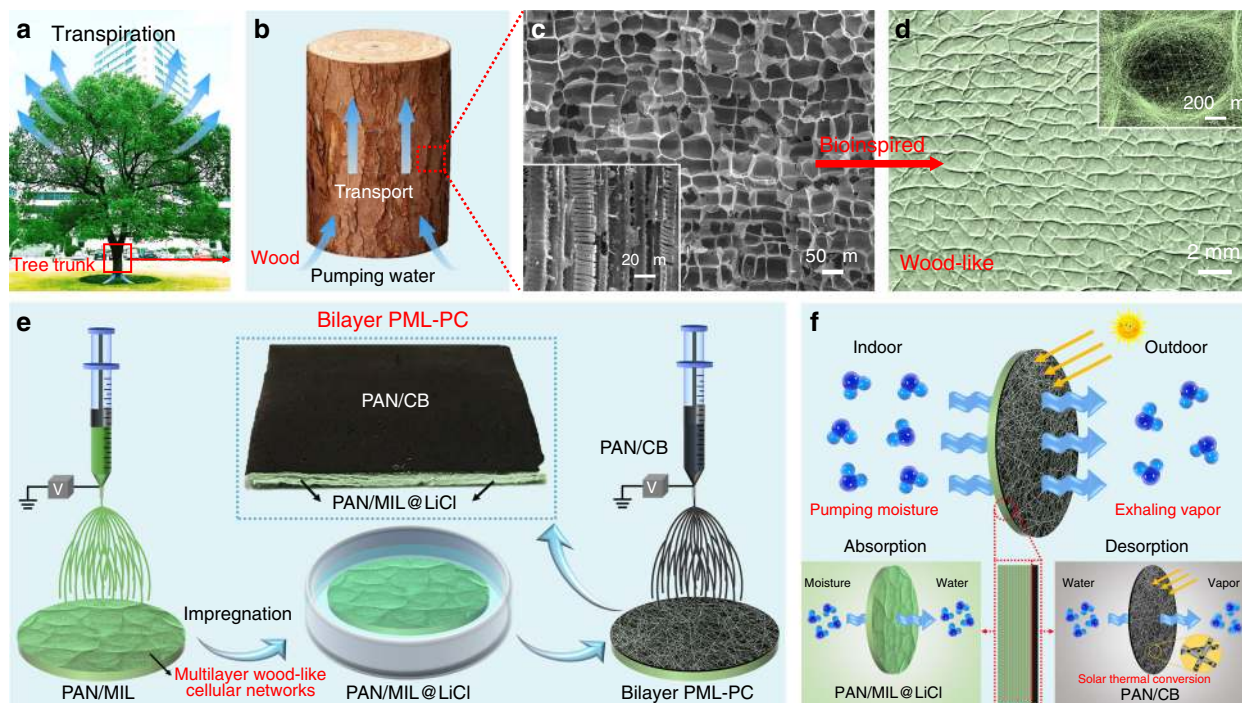 a
Transpiration
Tree trunk
b
Transport
Wood
Pumping water
c
20 m
50 m
Bioinspired
d
200 m
Wood-like
2 mm
e
Bilayer PML-PC
PAN/CB
PAN/MIL@LiCl
V
PAN/MIL
Multilayer wood-like
cellular networks
Impregnation
PAN/MIL@LiCl
PAN/CB
V
Bilayer PML-PC
f
Indoor
Outdoor
Pumping moisture
Exhaling vapor
Absorption
Desorption
Moisture
Water
PAN/MIL@LiCl
Water
Vapor
Solar thermal conversion
PAN/CB